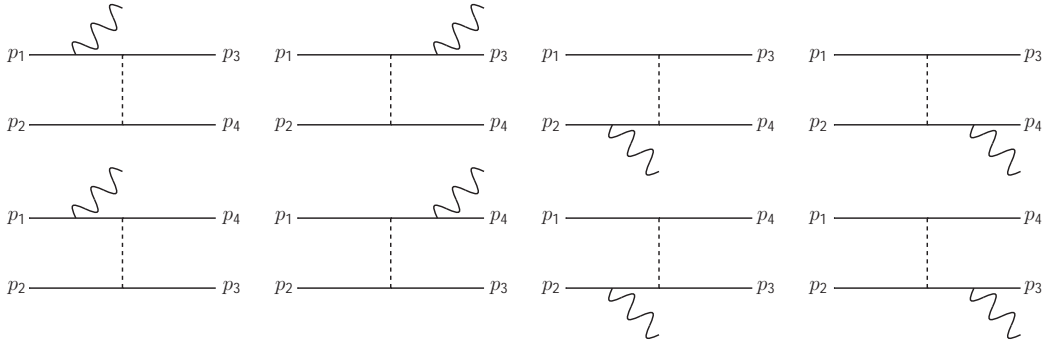 p₁ p₃ p₁ p₃ p₁ p₃ p₁ p₃
p₂ p₄ p₂ p₄ p₂ p₄ p₂ p₄
p₁ p₄ p₁ p₄ p₁ p₄ p₁ p₄
p₂ p₃ p₂ p₃ p₂ p₃ p₂ p₃